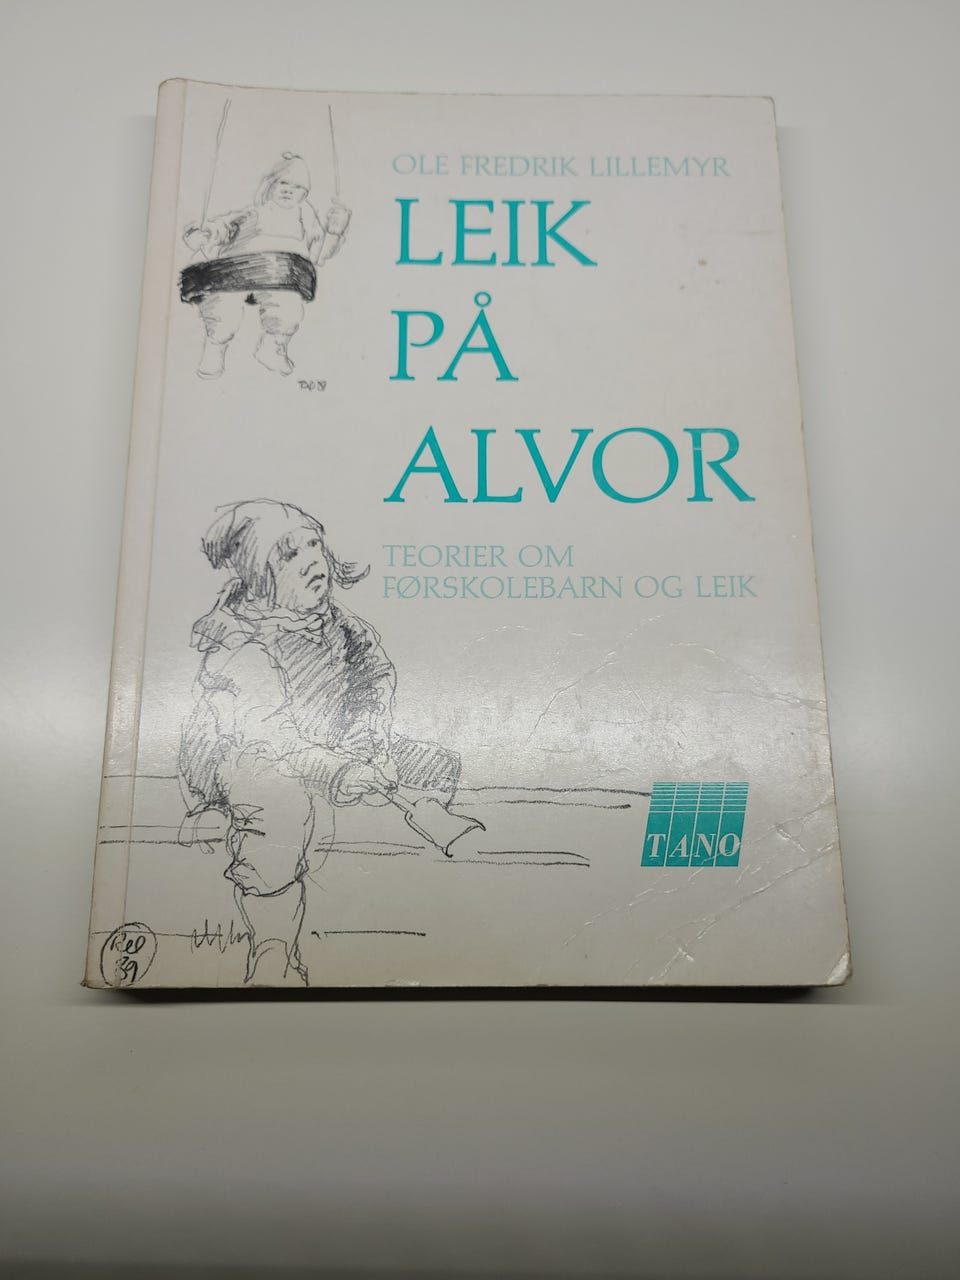 OLE FREDRIK LILLEMYR
LEIK
PÅ
ALVOR
TEORIER OM
FØRSKOLEBARN OG LEIK
TANO